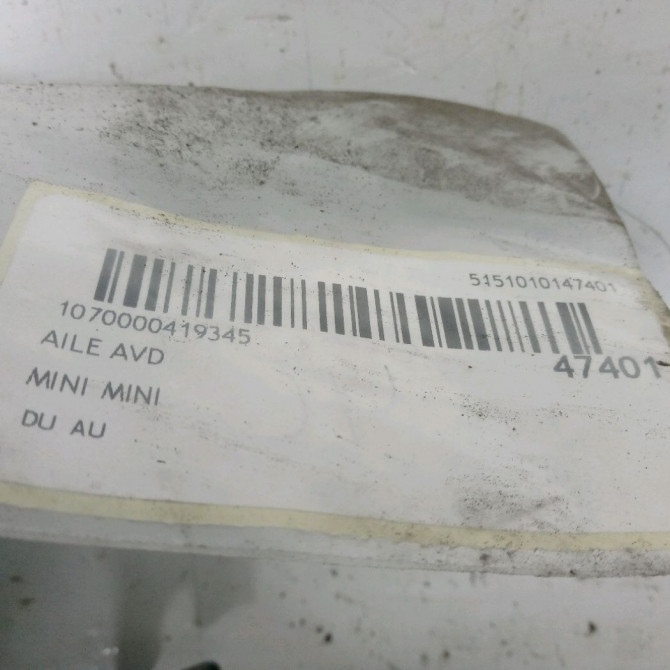 5151010147401
1070000419345
47401
AILE AVD
MINI MINI
DU AU